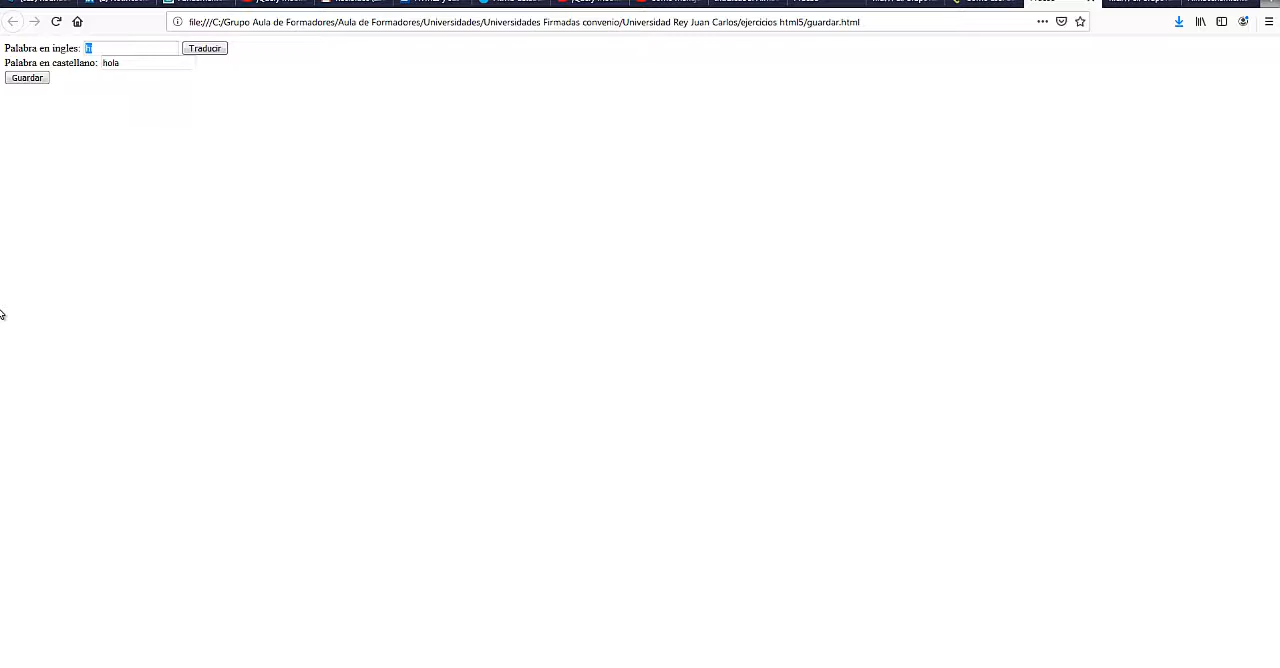 file:///C:/Grupo Aula de Formadores/Aula de Formadores/Universidades/Universidades Firmadas convenio/Universidad Rey Juan Carlos/ejercicios html5/guardar.html
Palabra en ingles: hi Traducir
Palabra en castellano: hola
Guardar